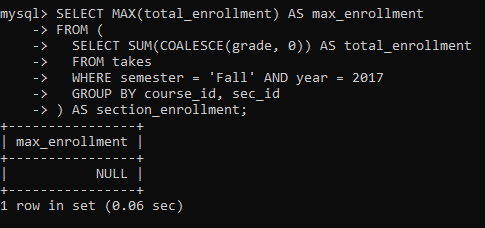 mysql> SELECT MAX(total_enrollment) AS max_enrollment
    -> FROM (
    ->   SELECT SUM(COALESCE(grade, 0)) AS total_enrollment
    ->   FROM takes
    ->   WHERE semester = 'Fall' AND year = 2017
    ->   GROUP BY course_id, sec_id
    -> ) AS section_enrollment;
+----------------+
| max_enrollment |
+----------------+
|           NULL |
+----------------+
1 row in set (0.06 sec)